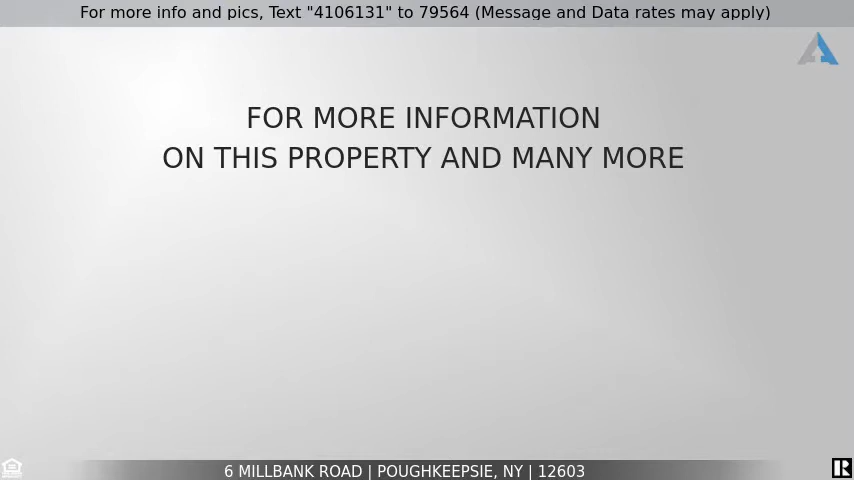 For more info and pics, Text "4106131" to 79564 (Message and Data rates may apply)
FOR MORE INFORMATION
ON THIS PROPERTY AND MANY MORE
6 MILLBANK ROAD | POUGHKEEPSIE, NY | 12603